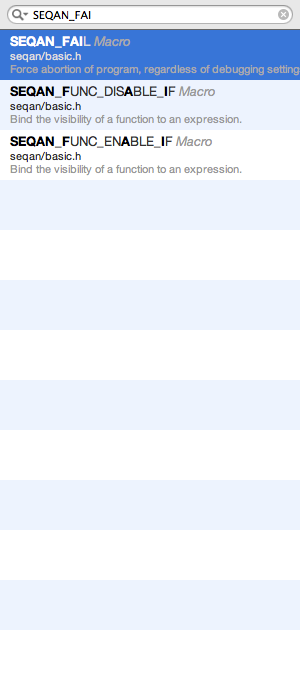 SEQAN_FAI
SEQAN_FAIL Macro
seqan/basic.h
Force abortion of program, regardless of debugging setting
SEQAN_FUNC_DISABLE_IF Macro
seqan/basic.h
Bind the visibility of a function to an expression.
SEQAN_FUNC_ENABLE_IF Macro
seqan/basic.h
Bind the visibility of a function to an expression.